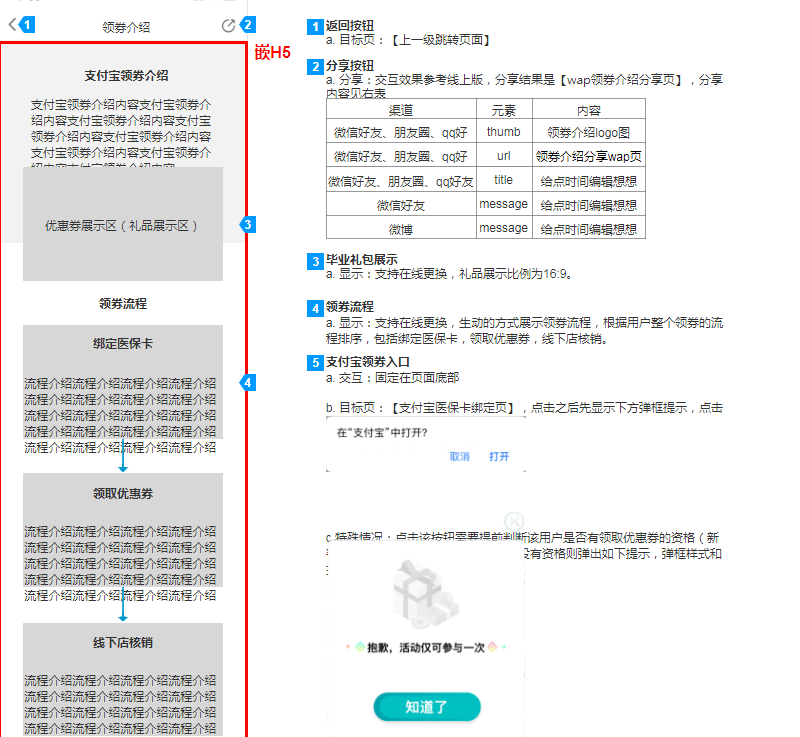 1
领券介绍
2
嵌H5
支付宝领券介绍
支付宝领券介绍内容支付宝领券介
绍内容支付宝领券介绍内容支付宝
领券介绍内容支付宝领券介绍内容
支付宝领券介绍内容支付宝领券介
优惠券展示区（礼品展示区）
3
领券流程
绑定医保卡
4
流程介绍流程介绍流程介绍流程介绍
流程介绍流程介绍流程介绍流程介绍
流程介绍流程介绍流程介绍流程介绍
流程介绍流程介绍流程介绍流程介绍
流程介绍流程介绍流程介绍流程介绍
领取优惠券
流程介绍流程介绍流程介绍流程介绍
流程介绍流程介绍流程介绍流程介绍
流程介绍流程介绍流程介绍流程介绍
流程介绍流程介绍流程介绍流程介绍
流程介绍流程介绍流程介绍流程介绍
线下店核销
流程介绍流程介绍流程介绍流程介绍
流程介绍流程介绍流程介绍流程介绍
流程介绍流程介绍流程介绍流程介绍
流程介绍流程介绍流程介绍流程介绍
1 返回按钮
a. 目标页：【上一级跳转页面】
2 分享按钮
a. 分享：交互效果参考线上版，分享结果是【wap领券介绍分享页】，分享
内容见右表
渠道 元素 内容
微信好友、朋友圈、qq好 thumb 领券介绍logo图
微信好友、朋友圈、qq好 url 领券介绍分享wap页
微信好友、朋友圈、qq好友 title 给点时间编辑想想
微信好友 message 给点时间编辑想想
微博 message 给点时间编辑想想
3 毕业礼包展示
a. 显示：支持在线更换，礼品展示比例为16:9。
4 领券流程
a. 显示：支持在线更换，生动的方式展示领券流程，根据用户整个领券的流
程排序，包括绑定医保卡，领取优惠券，线下店核销。
5 支付宝领券入口
a. 交互：固定在页面底部
b. 目标页：【支付宝医保卡绑定页】，点击之后先显示下方弹框提示，点击
在“支付宝”中打开?
取消 打开
c.特殊情况：点击该按钮需要提前判断该用户是否有领取优惠券的资格（新
没有资格则弹出如下提示，弹框样式和
抱歉，活动仅可参与一次
知道了